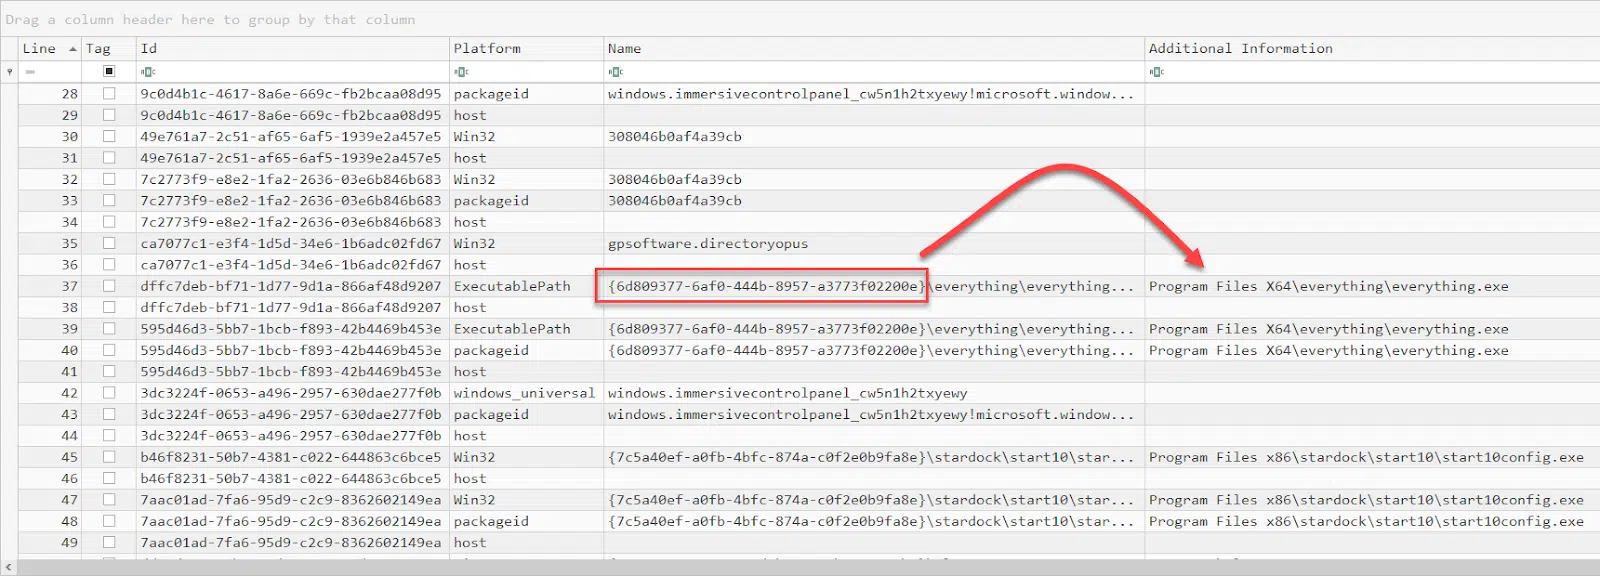 Drag a column header here to group by that column
Line Tag Id Platform Name Additional Information
28 9c0d4b1c-4617-8a6e-669c-fb2bcaa08d95 packageid windows.immersivecontrolpanel_cw5n1h2txyewy!microsoft.window...
29 9c0d4b1c-4617-8a6e-669c-fb2bcaa08d95 host
30 49e761a7-2c51-af65-6af5-1939e2a457e5 Win32 308046b0af4a39cb
31 49e761a7-2c51-af65-6af5-1939e2a457e5 host
32 7c2773f9-e8e2-1fa2-2636-03e6b846b683 Win32 308046b0af4a39cb
33 7c2773f9-e8e2-1fa2-2636-03e6b846b683 packageid 308046b0af4a39cb
34 7c2773f9-e8e2-1fa2-2636-03e6b846b683 host
35 ca7077c1-e3f4-1d5d-34e6-1b6adc02fd67 Win32 gpsoftware.directoryopus
36 ca7077c1-e3f4-1d5d-34e6-1b6adc02fd67 host
37 dffc7deb-bf71-1d77-9d1a-866af48d9207 ExecutablePath {6d809377-6af0-444b-8957-a3773f02200e}\everything\everything... Program Files X64\everything\everything.exe
38 dffc7deb-bf71-1d77-9d1a-866af48d9207 host
39 595d46d3-5bb7-1bcb-f893-42b4469b453e ExecutablePath {6d809377-6af0-444b-8957-a3773f02200e}\everything\everything... Program Files X64\everything\everything.exe
40 595d46d3-5bb7-1bcb-f893-42b4469b453e packageid {6d809377-6af0-444b-8957-a3773f02200e}\everything\everything... Program Files X64\everything\everything.exe
41 595d46d3-5bb7-1bcb-f893-42b4469b453e host
42 3dc3224f-0653-a496-2957-630dae277f0b windows_universal windows.immersivecontrolpanel_cw5n1h2txyewy
43 3dc3224f-0653-a496-2957-630dae277f0b packageid windows.immersivecontrolpanel_cw5n1h2txyewy!microsoft.window...
44 3dc3224f-0653-a496-2957-630dae277f0b host
45 b46f8231-50b7-4381-c022-644863c6bce5 Win32 {7c5a40ef-a0fb-4bfc-874a-c0f2e0b9fa8e}\stardock\start10\star... Program Files x86\stardock\start10\start10config.exe
46 b46f8231-50b7-4381-c022-644863c6bce5 host
47 7aac01ad-7fa6-95d9-c2c9-8362602149ea Win32 {7c5a40ef-a0fb-4bfc-874a-c0f2e0b9fa8e}\stardock\start10\star... Program Files x86\stardock\start10\start10config.exe
48 7aac01ad-7fa6-95d9-c2c9-8362602149ea packageid {7c5a40ef-a0fb-4bfc-874a-c0f2e0b9fa8e}\stardock\start10\star... Program Files x86\stardock\start10\start10config.exe
49 7aac01ad-7fa6-95d9-c2c9-8362602149ea host